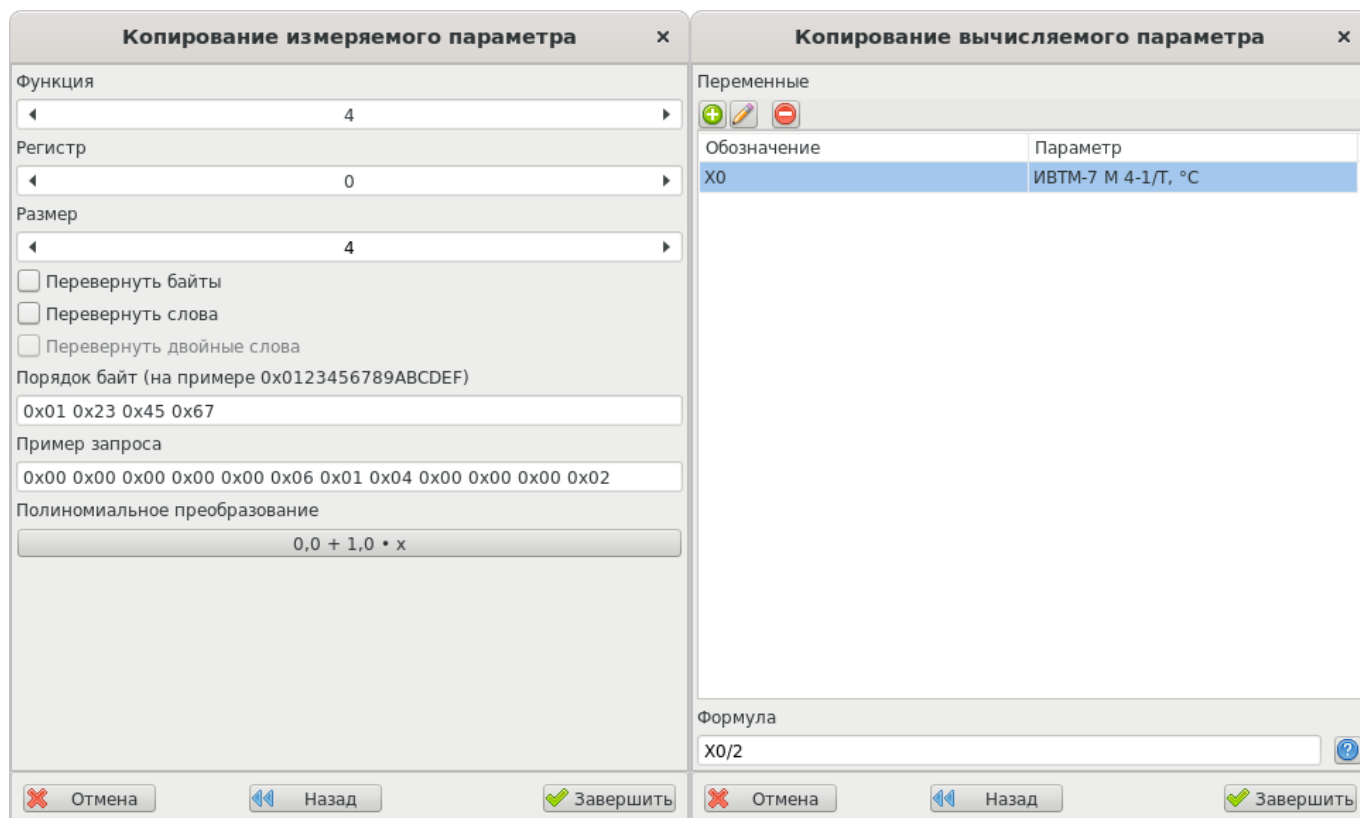 Копирование измеряемого параметра
Функция
4
Регистр
0
Размер
4
Перевернуть байты
Перевернуть слова
Перевернуть двойные слова
Порядок байт (на примере 0x0123456789ABCDEF)
0x01 0x23 0x45 0x67
Пример запроса
0x00 0x00 0x00 0x00 0x00 0x06 0x01 0x04 0x00 0x00 0x00 0x02
Полиномиальное преобразование
0,0 + 1,0 • x
Отмена Назад Завершить
Копирование вычисляемого параметра
Переменные
Обозначение Параметр
X0 ИВТМ-7 М 4-1/T, °C
Формула
X0/2
Отмена Назад Завершить